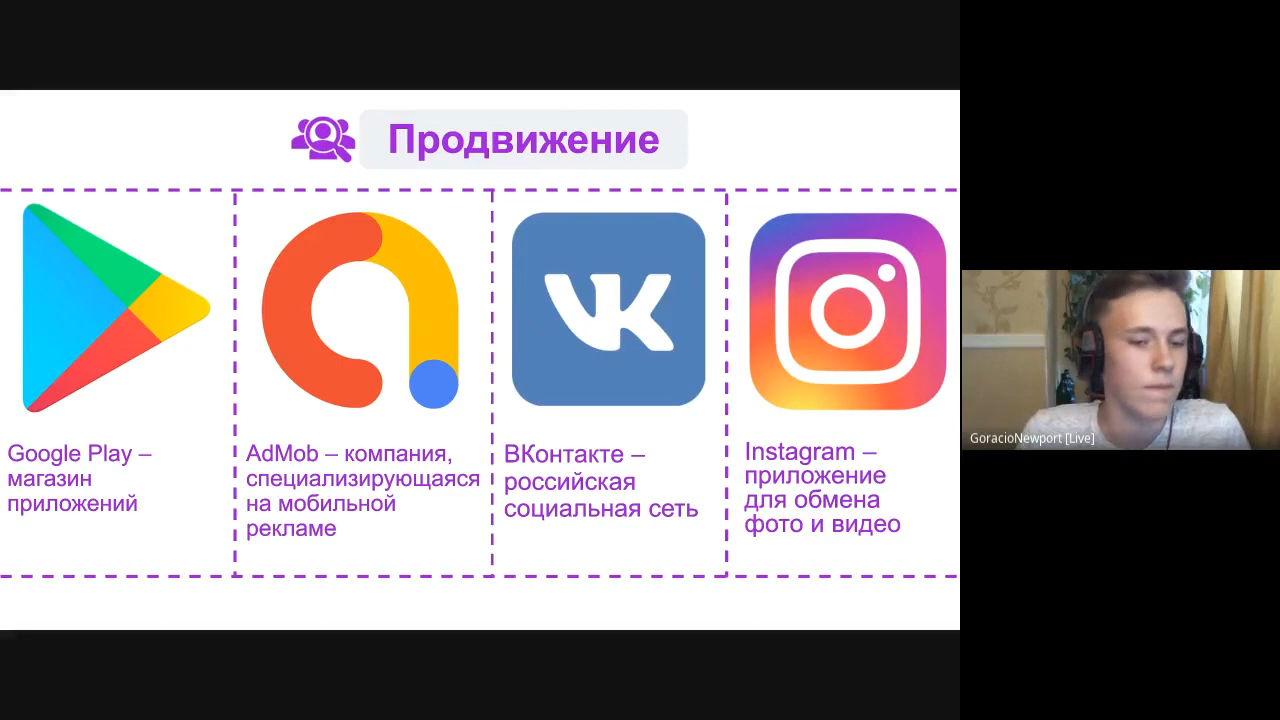 Продвижение
Google Play –
магазин
приложений
AdMob – компания,
специализирующаяся
на мобильной
рекламе
ВКонтакте –
российская
социальная сеть
Instagram –
приложение
для обмена
фото и видео
GoracioNewport [Live]